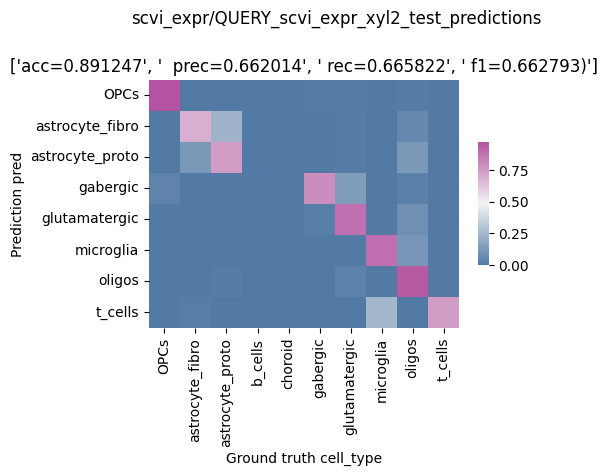 scvi_expr/QUERY_scvi_expr_xyl2_test_predictions
['acc=0.891247', '  prec=0.662014', ' rec=0.665822', ' f1=0.662793)']
OPCs
astrocyte_fibro
astrocyte_proto
gabergic
glutamatergic
microglia
oligos
t_cells
Prediction pred
0.75
0.50
0.25
0.00
OPCs
astrocyte_fibro
astrocyte_proto
b_cells
choroid
gabergic
glutamatergic
microglia
oligos
t_cells
Ground truth cell_type